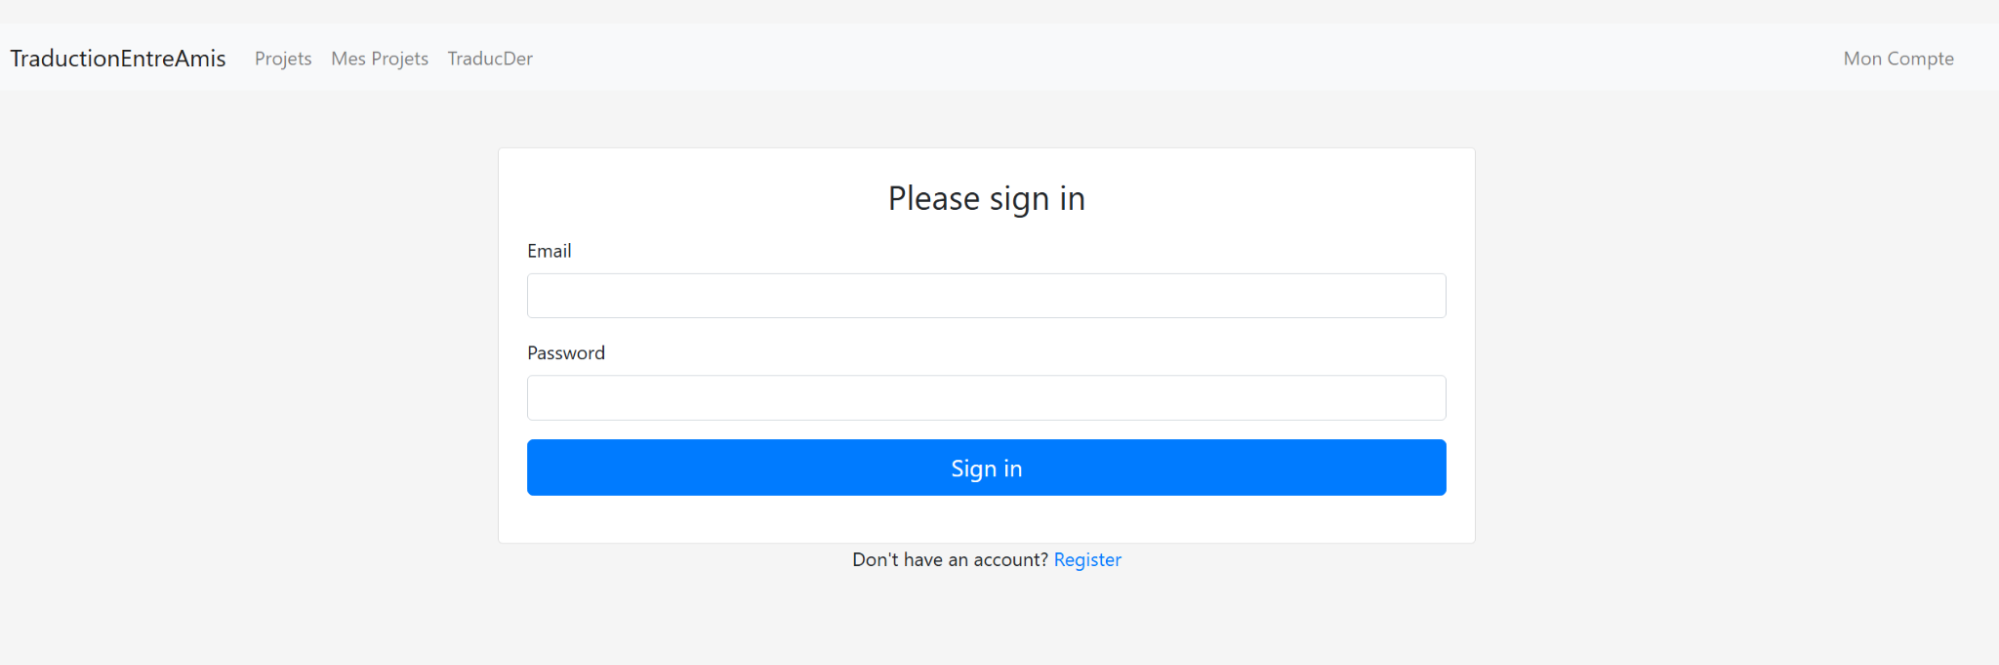 TraductionEntreAmis Projets Mes Projets TraducDer Mon Compte
Please sign in
Email
Password
Sign in
Don't have an account? Register